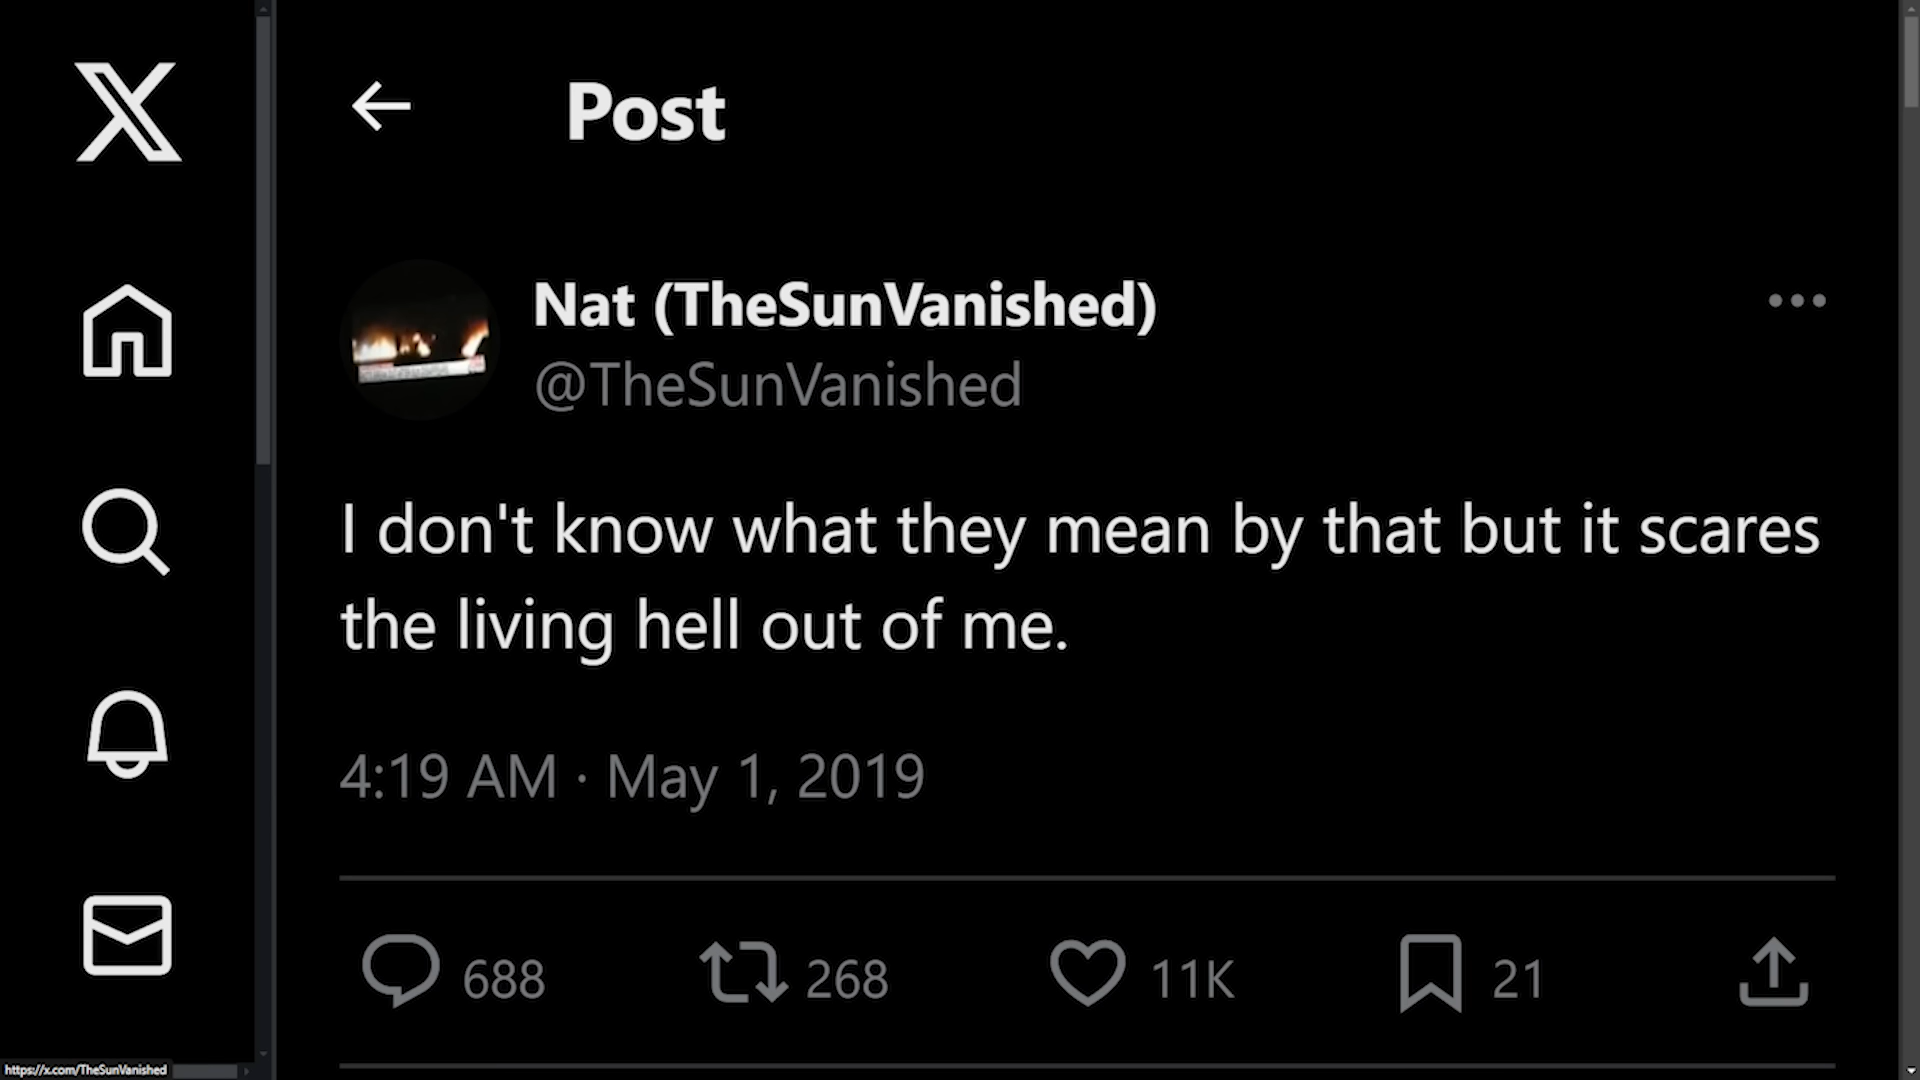 Post
Nat (TheSunVanished)
@TheSunVanished
I don't know what they mean by that but it scares
the living hell out of me.
4:19 AM · May 1, 2019
688 268 11K 21
https://x.com/TheSunVanished